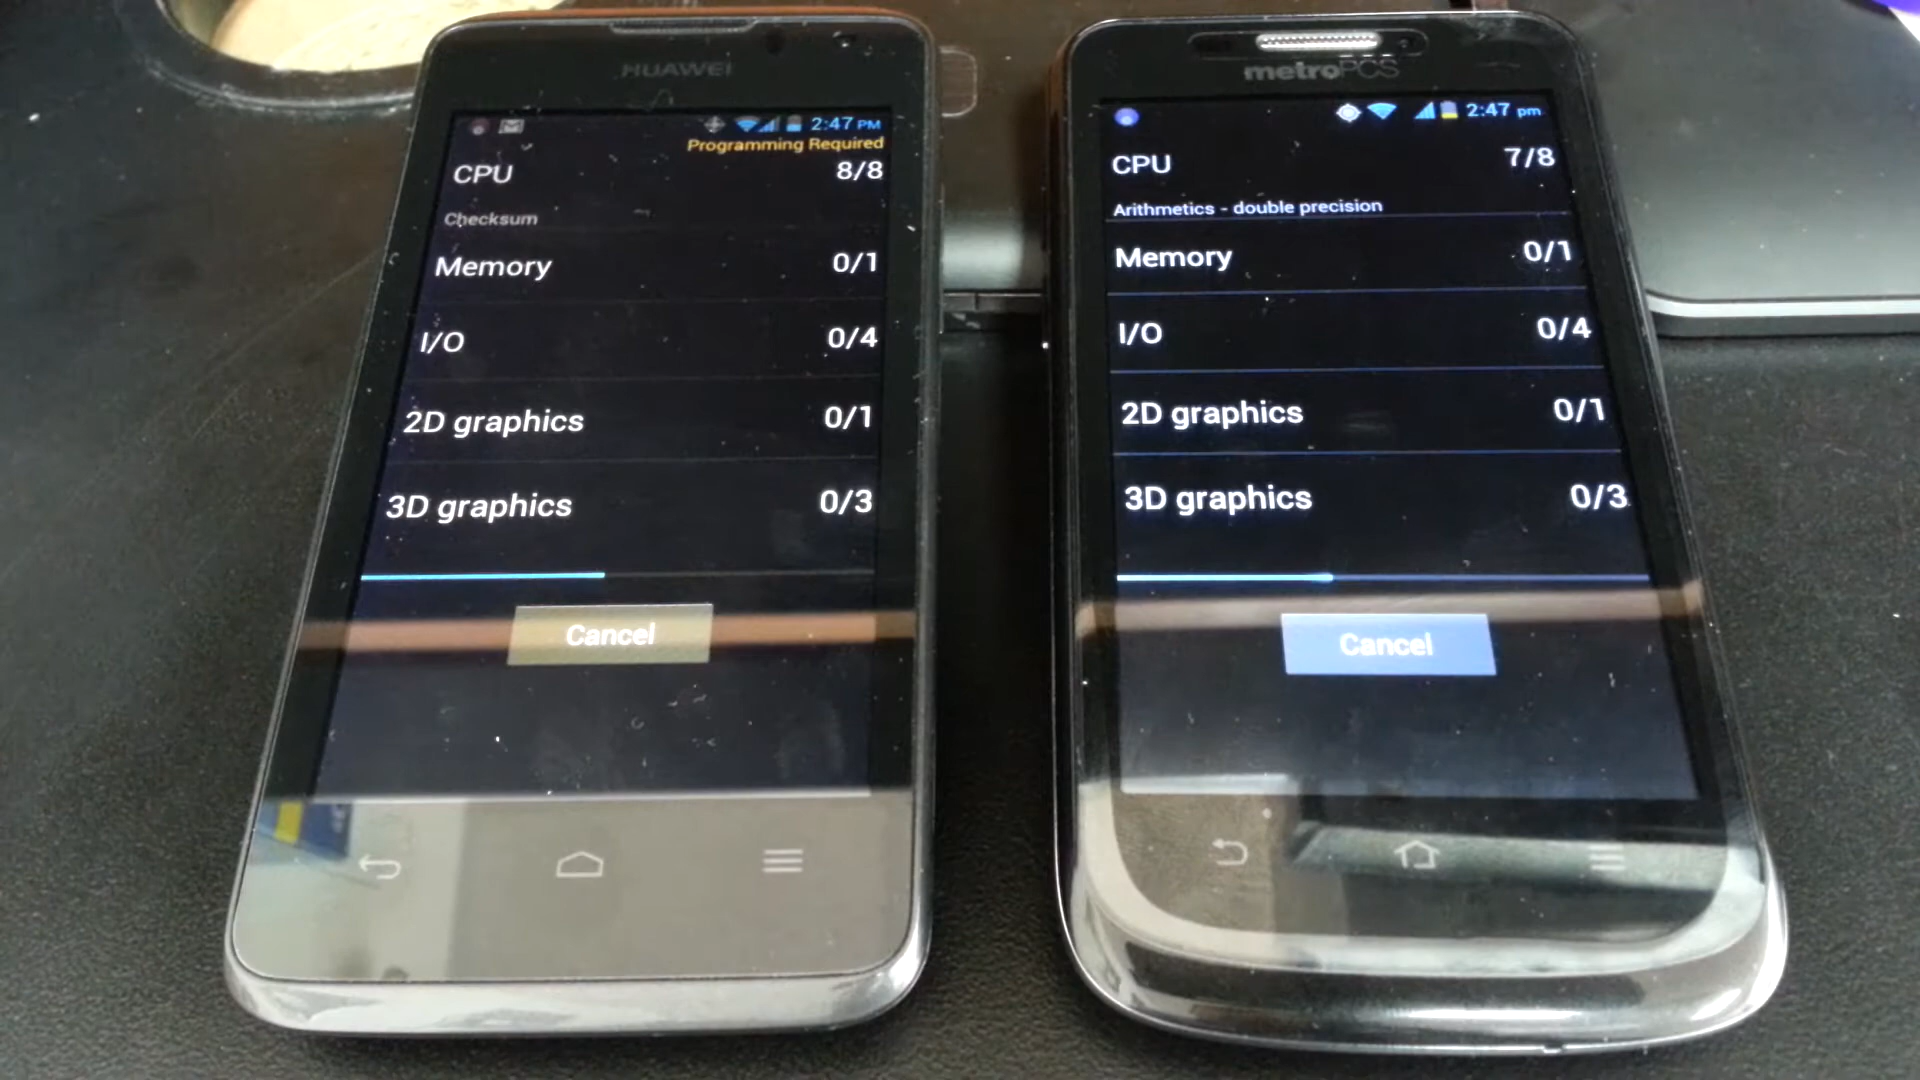 HUAWEI
2:47 PM
Programming Required
CPU 8/8
Checksum
Memory 0/1
I/O 0/4
2D graphics 0/1
3D graphics 0/3
Cancel
metroPCS
2:47 pm
CPU 7/8
Arithmetics - double precision
Memory 0/1
I/O 0/4
2D graphics 0/1
3D graphics 0/3
Cancel